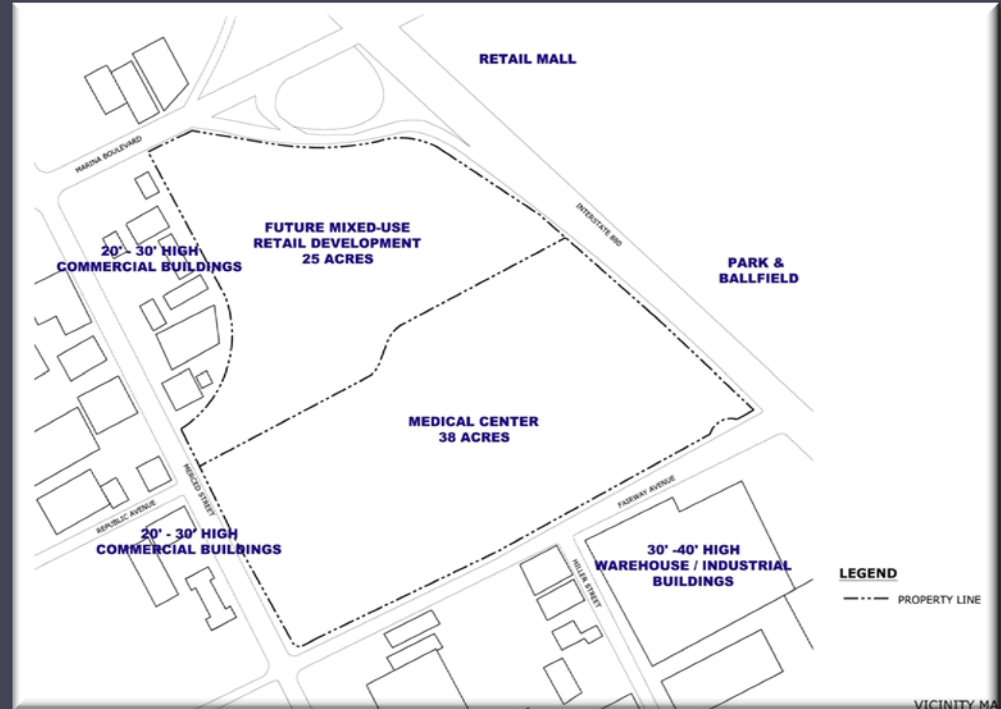 RETAIL MALL
MARINA BOULEVARD
INTERSTATE 880
FUTURE MIXED-USE
RETAIL DEVELOPMENT
25 ACRES
20' - 30' HIGH
COMMERCIAL BUILDINGS
PARK &
BALLFIELD
MEDICAL CENTER
38 ACRES
MERCED STREET
REPUBLIC AVENUE
FAIRWAY AVENUE
20' - 30' HIGH
COMMERCIAL BUILDINGS
HILLER STREET
30' -40' HIGH
WAREHOUSE / INDUSTRIAL
BUILDINGS
LEGEND
PROPERTY LINE
VICINITY MA